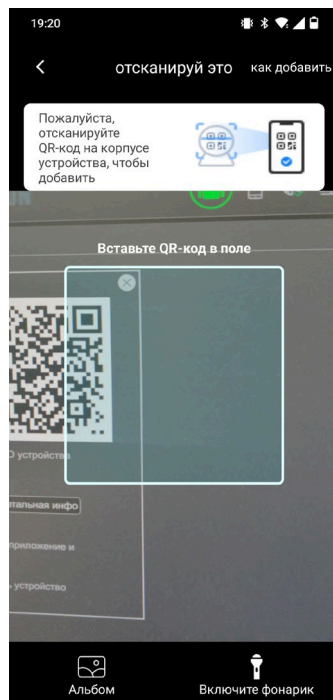 19:20
отсканируй это
как добавить
Пожалуйста,
отсканируйте
QR-код на корпусе
устройства, чтобы
добавить
Вставьте QR-код в поле
устройства
инфо
приложение и
устройство
Альбом
Включите фонарик